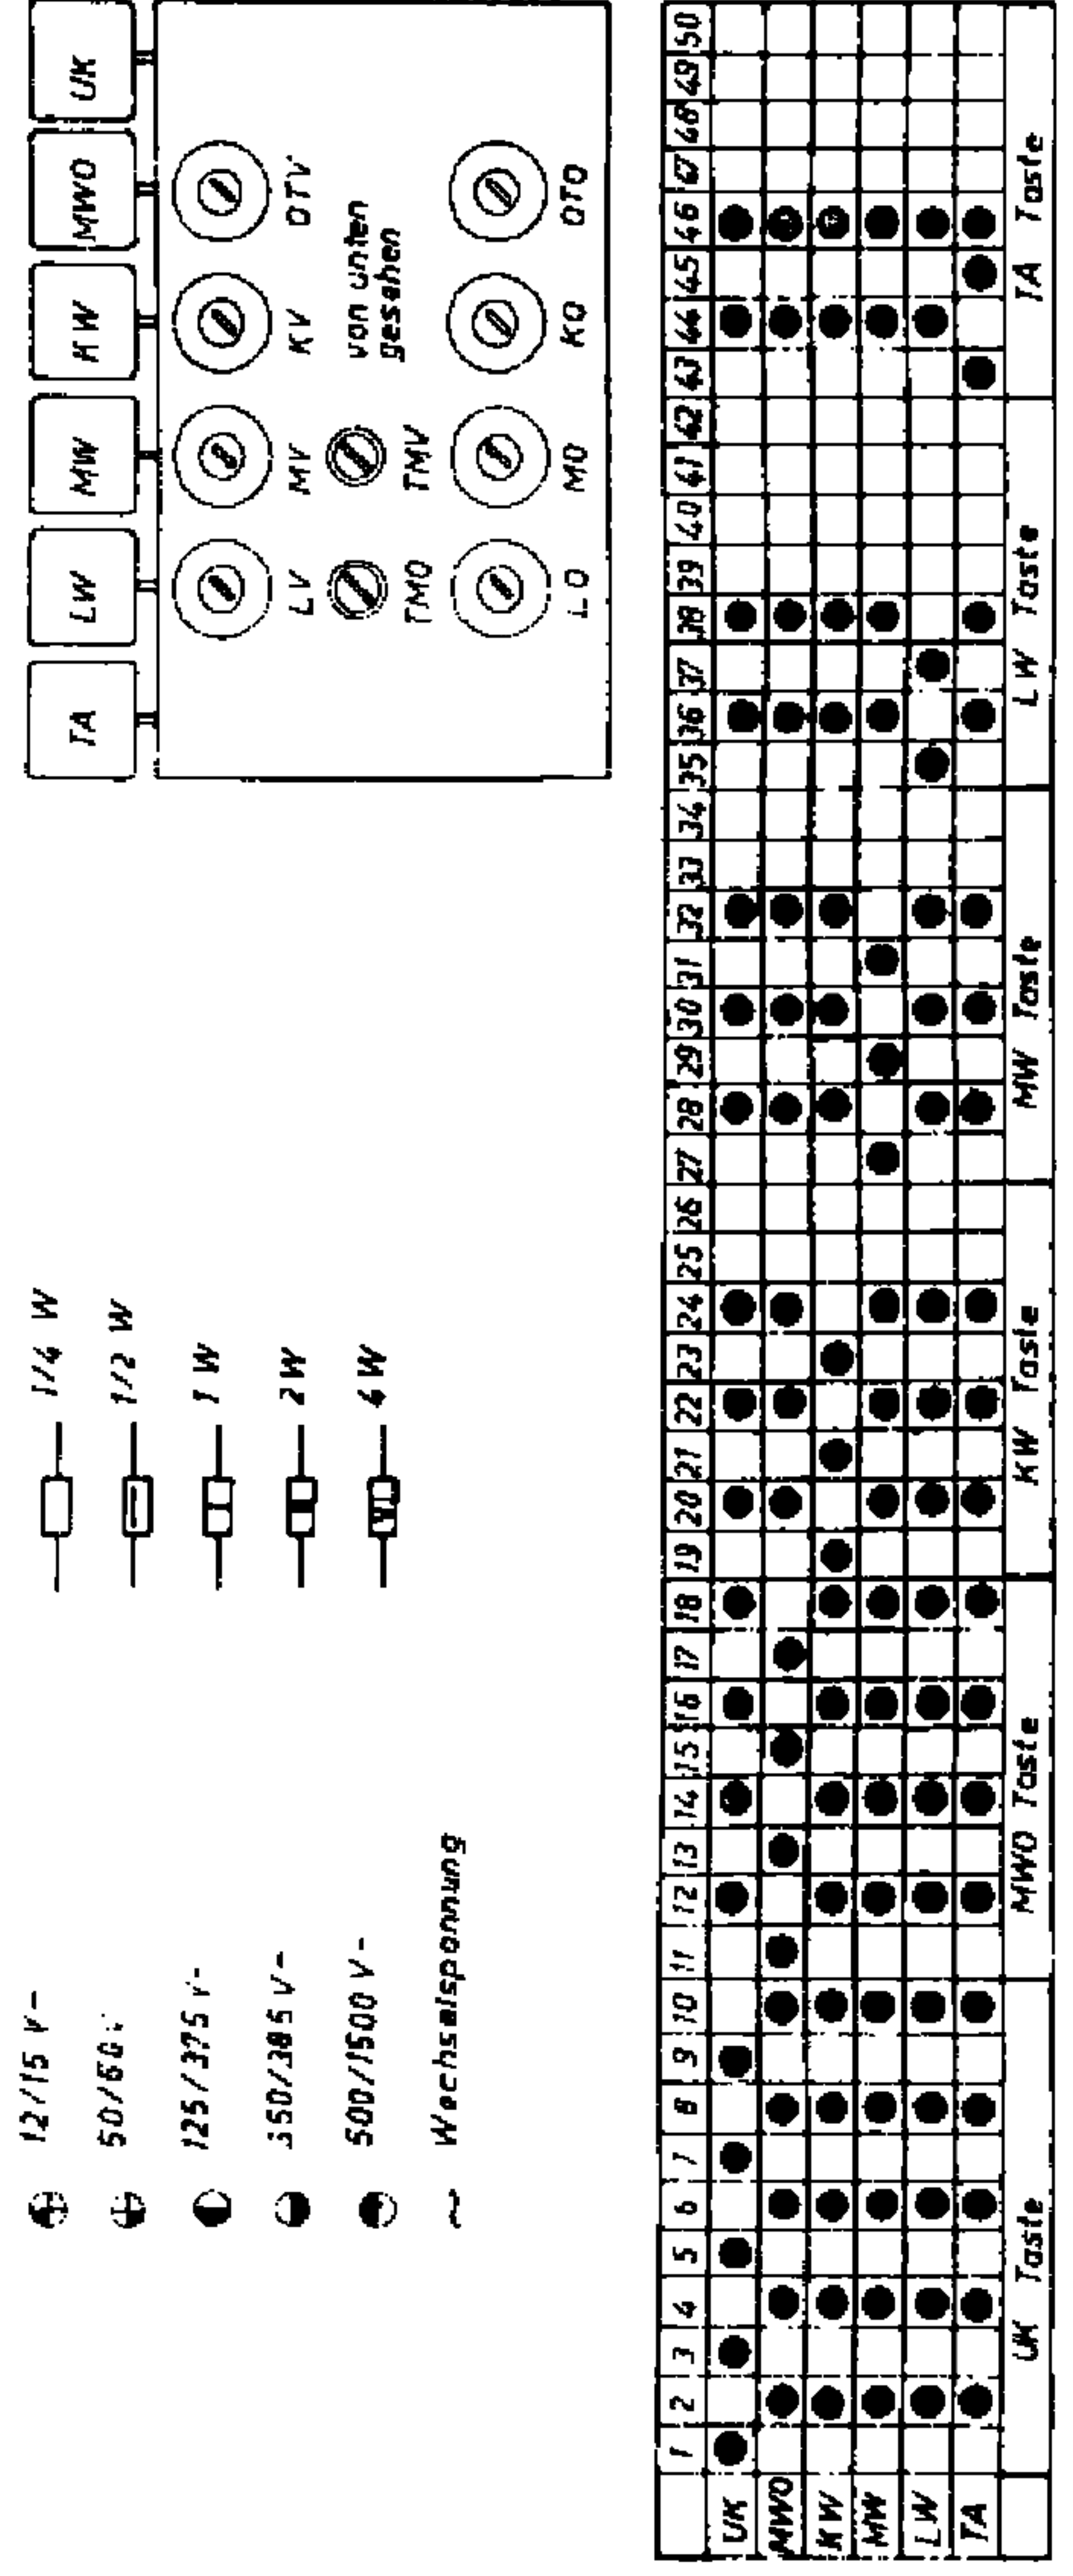 TA LW MW KW MWO UK
LV MV KV OTV
TMO TMV
von unten
gesehen
LO MO KO OTO
1/4 W
1/2 W
1 W
2W
12/15 V-
50/60
125/375 V-
350/385 V-
500/1500 V-
~ Wechselspannung
1 2 3 4 5 6 7 8 9 10 11 12 13 14 15 16 17 18 19 20 21 22 23 24 25 26 27 28 29 30 31 32 33 34 35 36 37 38 39 40 41 42 43 44 45 46 47 48 49 50
UK
MWO
KW
MW
LW
TA
UK Taste MWO Taste KW Taste MW Taste LW Taste TA Taste